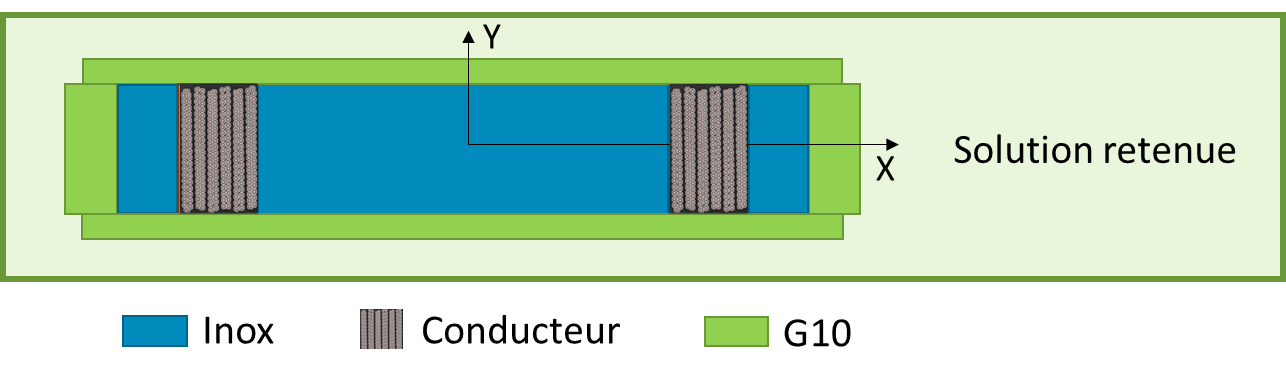 Y
X
Solution retenue
Inox
Conducteur
G10